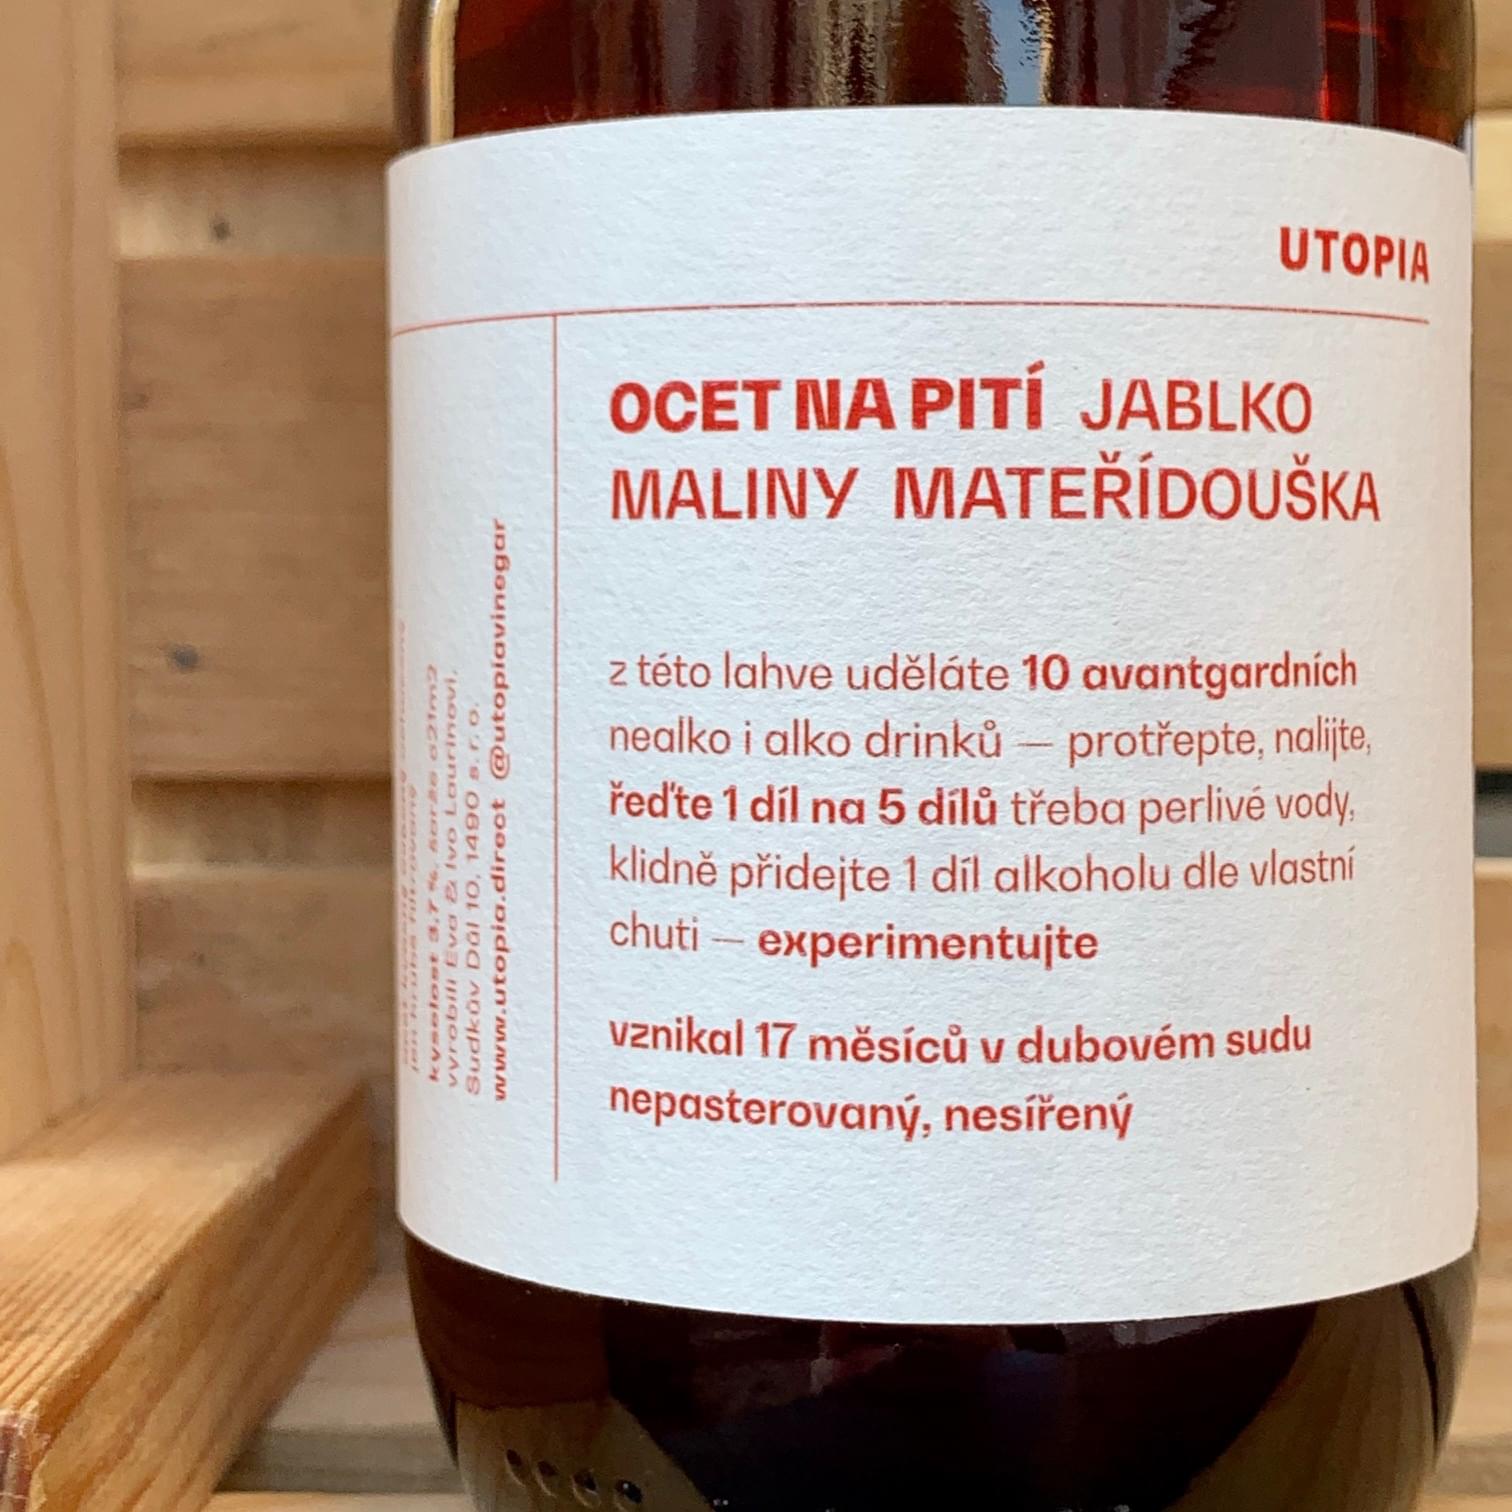 UTOPIA
OCET NA PITÍ JABLKO
MALINY MATEŘÍDOUŠKA
z této lahve uděláte 10 avantgardních
nealko i alko drinků — protřepte, nalijte,
řeďte 1 díl na 5 dílů třeba perlivé vody,
klidně přidejte 1 díl alkoholu dle vlastní
chuti — experimentujte
vznikal 17 měsíců v dubovém sudu
nepasterovaný, nesířený
kyselost 3,7 %, šarže o21m2
vyrobili Eva & Ivo Laurinovi,
Sudkův Důl 10, 1490 s.r.o.
www.utopia.direct @utopiavinegar